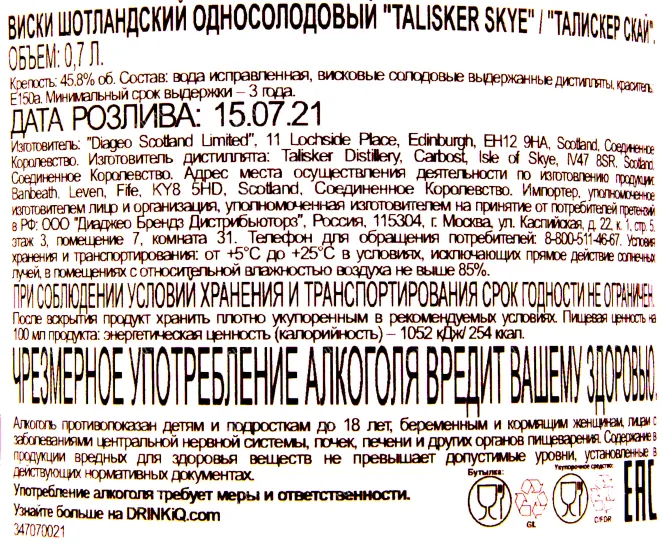 ВИСКИ ШОТЛАНДСКИЙ ОДНОСОЛОДОВЫЙ "TALISKER SKYE" / "ТАЛИСКЕР СКАЙ".
ОБЪЕМ: 0,7 Л.
Крепость: 45,8% об. Состав: вода исправленная, висковые солодовые выдержанные дистилляты, краситель
E150a. Минимальный срок выдержки – 3 года.
ДАТА РОЗЛИВА: 15.07.21
Изготовитель: "Diageo Scotland Limited", 11 Lochside Place, Edinburgh, EH12 9HA, Scotland, Соединенное
Королевство. Изготовитель дистиллята: Talisker Distillery, Carbost, Isle of Skye, IV47 8SR. Scotland
Соединенное Королевство. Адрес места осуществления деятельности по изготовлению продукции:
Banbeath, Leven, Fife, KY8 5HD, Scotland, Соединенное Королевство. Импортер, уполномоченное
изготовителем лицо и организация, уполномоченная изготовителем на принятие от потребителей претензий
в РФ: ООО "Диаджео Брендз Дистрибьюторз", Россия, 115304, г. Москва, ул. Каспийская, д. 22, к. 1, стр. 5,
этаж 3, помещение 7, комната 31. Телефон для обращения потребителей: 8-800-511-46-67. Условия
хранения и транспортирования: от +5°C до +25°C в условиях, исключающих прямое действие солнечных
лучей, в помещениях с относительной влажностью воздуха не выше 85%.
ПРИ СОБЛЮДЕНИИ УСЛОВИЙ ХРАНЕНИЯ И ТРАНСПОРТИРОВАНИЯ СРОК ГОДНОСТИ НЕ ОГРАНИЧЕН.
После вскрытия продукт хранить плотно укупоренным в рекомендуемых условиях. Пищевая ценность на
100 мл продукта: энергетическая ценность (калорийность) – 1052 кДж/ 254 ккал.
ЧРЕЗМЕРНОЕ УПОТРЕБЛЕНИЕ АЛКОГОЛЯ ВРЕДИТ ВАШЕМУ ЗДОРОВЬЮ.
Алкоголь противопоказан детям и подросткам до 18 лет, беременным и кормящим женщинам, лицам с
заболеваниями центральной нервной системы, почек, печени и других органов пищеварения. Содержание в
продукции вредных для здоровья веществ не превышает допустимые уровни, установленные в
действующих нормативных документах.
Употребление алкоголя требует меры и ответственности.
Узнайте больше на DRINKiQ.com
347070021
Бутылка: Укупорочное средство:
GL C/FOR
EAC